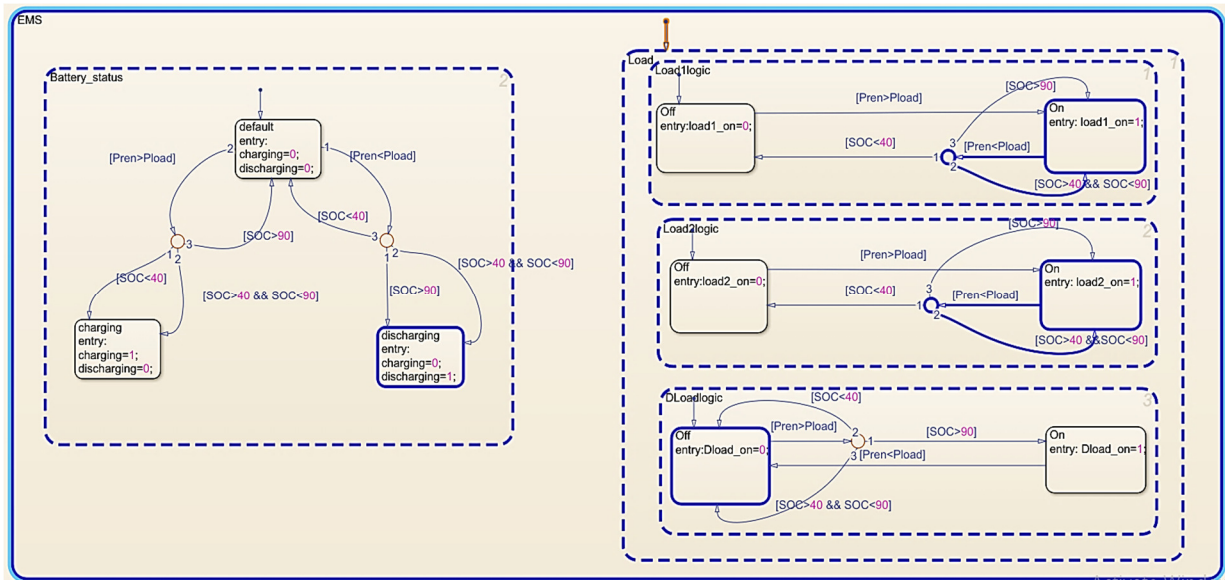 EMS
Battery_status
2
default
entry:
charging=0;
discharging=0;
2
1
[Pren>Pload]
[Pren<Pload]
[SOC<40]
3
[SOC>90]
3
1
2
1
2
[SOC<40]
[SOC>40 && SOC<90]
[SOC>90]
[SOC>40 && SOC<90]
charging
entry:
charging=1;
discharging=0;
discharging
entry:
charging=0;
discharging=1;
Load
1
Load1logic
1
Off
entry:load1_on=0;
[Pren>Pload]
[SOC>90]
On
entry: load1_on=1;
[SOC<40]
1
3
2
[Pren<Pload]
[SOC>40 && SOC<90]
Load2logic
2
Off
entry:load2_on=0;
[Pren>Pload]
[SOC>90]
On
entry: load2_on=1;
[SOC<40]
1
3
2
[Pren<Pload]
[SOC>40 &&SOC<90]
DLoadlogic
3
[SOC<40]
Off
entry:Dload_on=0;
[Pren>Pload]
2
1
3
[SOC>90]
On
entry: Dload_on=1;
[Pren<Pload]
[SOC>40 && SOC<90]